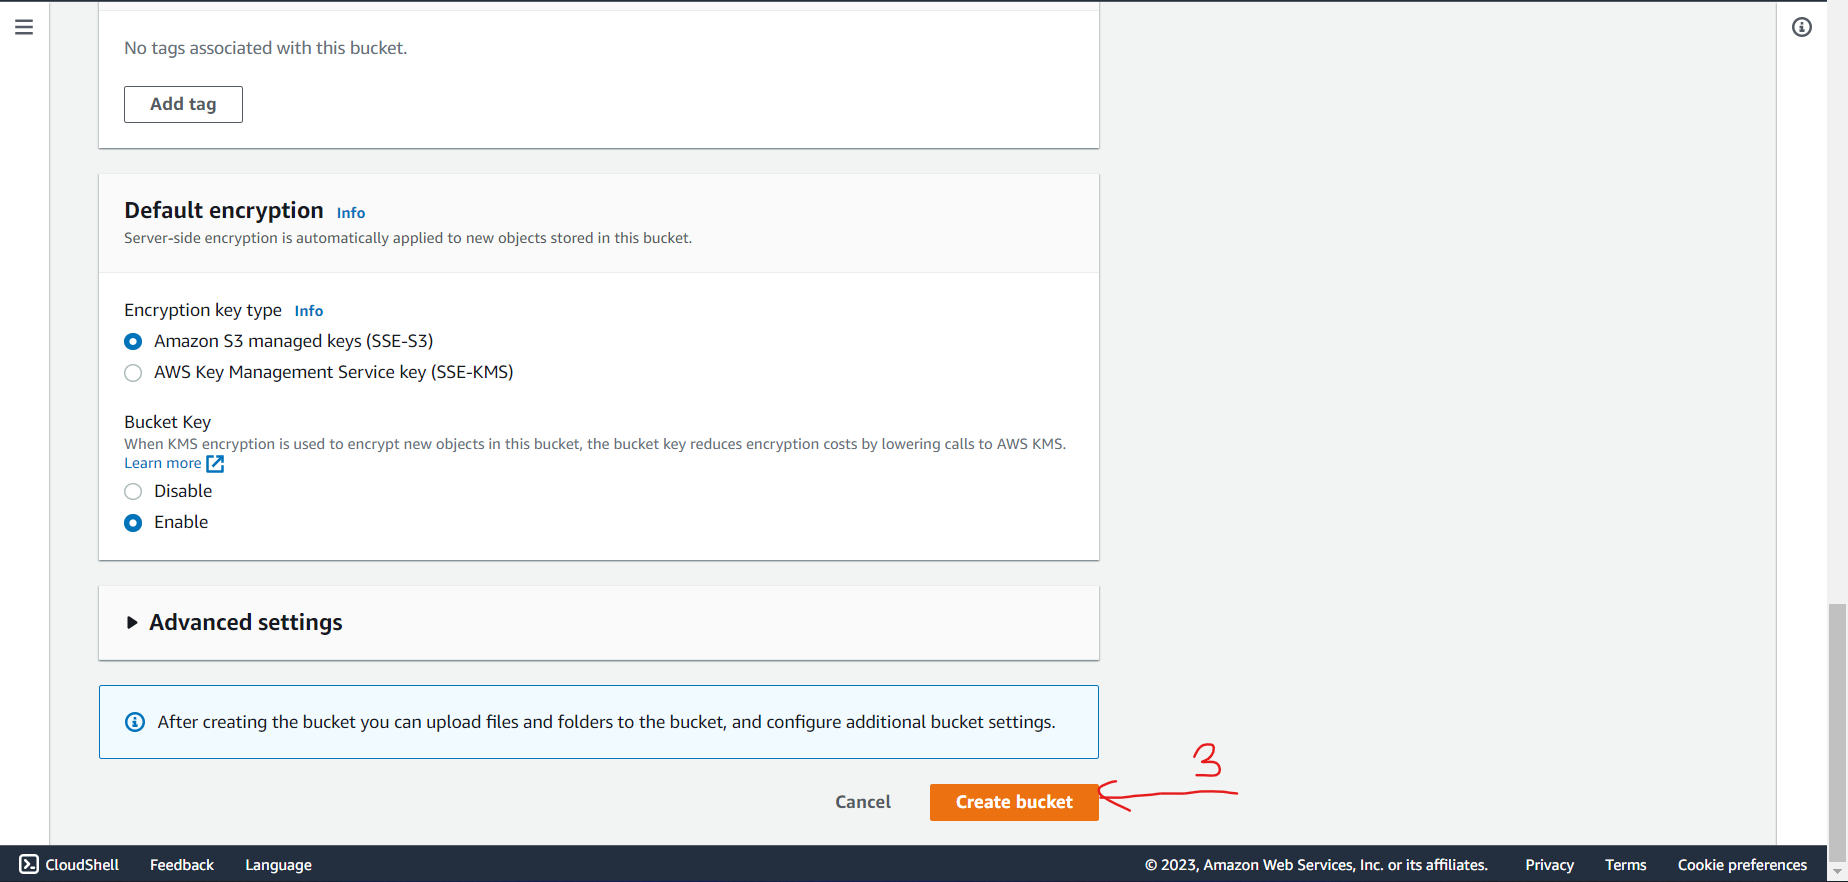 No tags associated with this bucket.
Add tag
Default encryption Info
Server-side encryption is automatically applied to new objects stored in this bucket.
Encryption key type Info
Amazon S3 managed keys (SSE-S3)
AWS Key Management Service key (SSE-KMS)
Bucket Key
When KMS encryption is used to encrypt new objects in this bucket, the bucket key reduces encryption costs by lowering calls to AWS KMS.
Learn more
Disable
Enable
Advanced settings
After creating the bucket you can upload files and folders to the bucket, and configure additional bucket settings.
3
Cancel Create bucket
CloudShell Feedback Language © 2023, Amazon Web Services, Inc. or its affiliates. Privacy Terms Cookie preferences